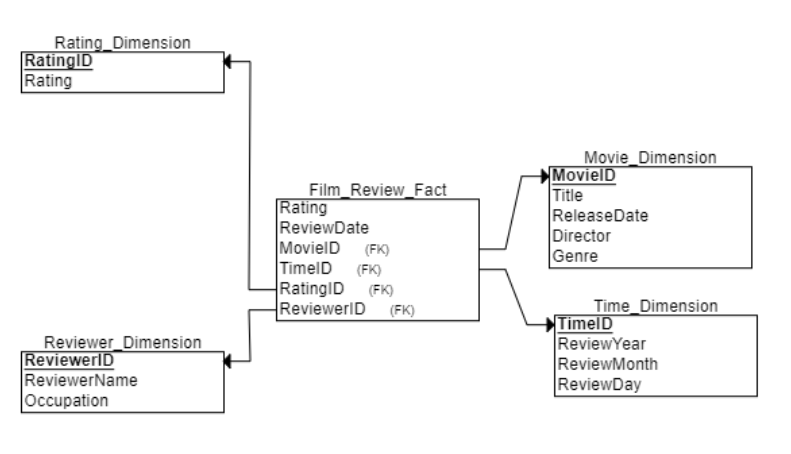 Rating_Dimension
RatingID
Rating
Film_Review_Fact
Rating
ReviewDate
MovieID (FK)
TimeID (FK)
RatingID (FK)
ReviewerID (FK)
Movie_Dimension
MovieID
Title
ReleaseDate
Director
Genre
Reviewer_Dimension
ReviewerID
ReviewerName
Occupation
Time_Dimension
TimeID
ReviewYear
ReviewMonth
ReviewDay